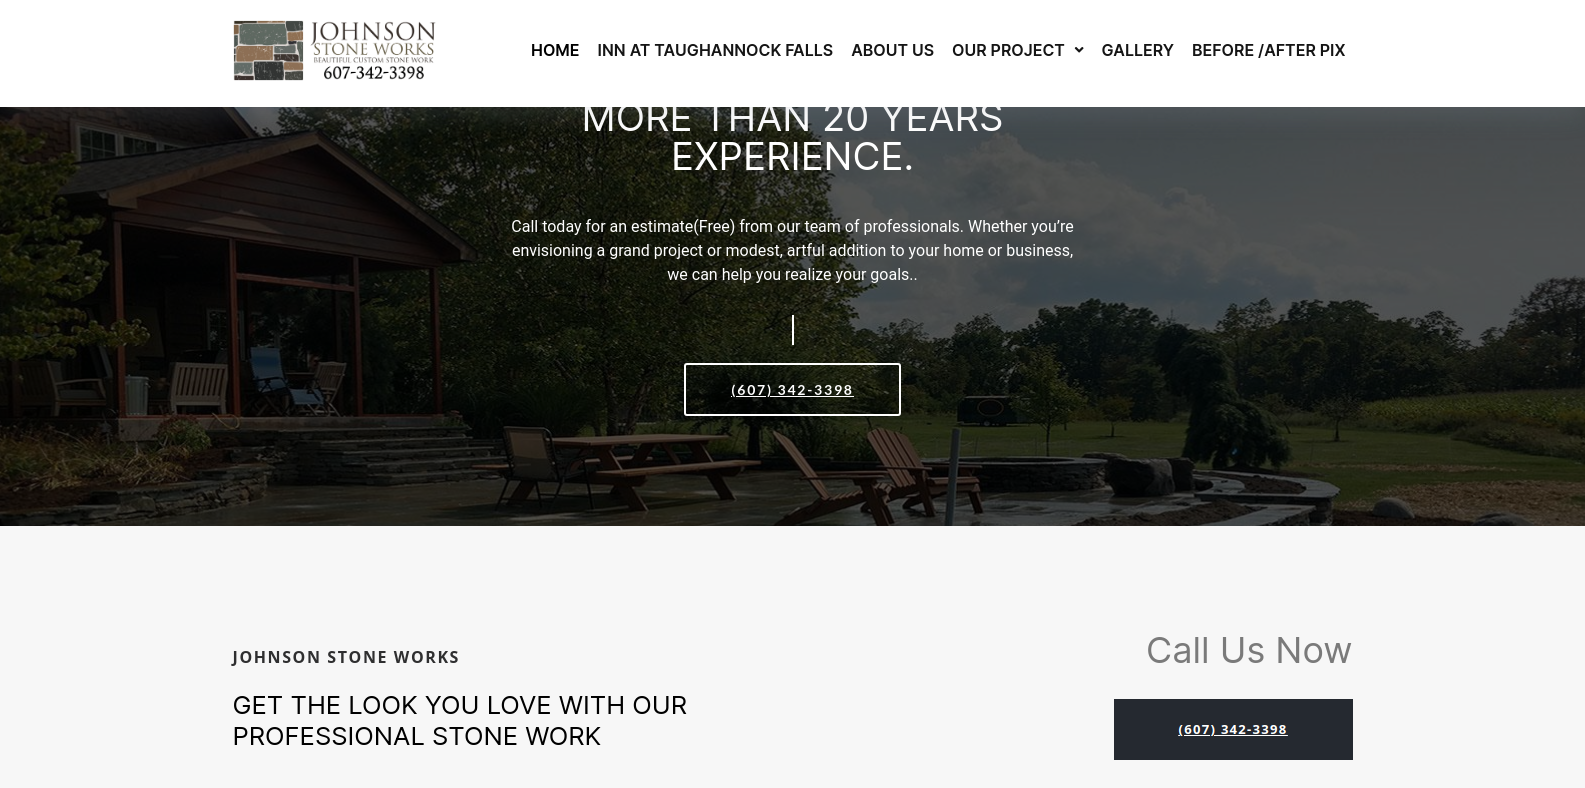 JOHNSON
STONE WORKS
BEAUTIFUL CUSTOM STONE WORK
607-342-3398
HOME INN AT TAUGHANNOCK FALLS ABOUT US OUR PROJECT GALLERY BEFORE /AFTER PIX
MORE THAN 20 YEARS
EXPERIENCE.
Call today for an estimate(Free) from our team of professionals. Whether you’re
envisioning a grand project or modest, artful addition to your home or business,
we can help you realize your goals..
(607) 342-3398
JOHNSON STONE WORKS
GET THE LOOK YOU LOVE WITH OUR
PROFESSIONAL STONE WORK
Call Us Now
(607) 342-3398